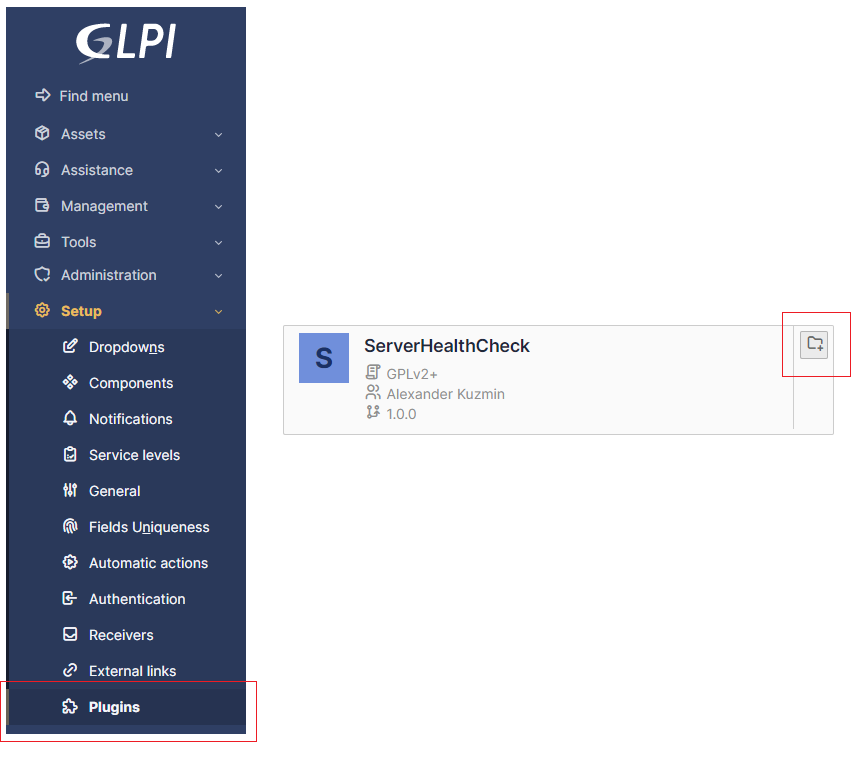 GLPI
Find menu
Assets
Assistance
Management
Tools
Administration
Setup
Dropdowns
Components
Notifications
Service levels
General
Fields Uniqueness
Automatic actions
Authentication
Receivers
External links
Plugins
S
ServerHealthCheck
GPLv2+
Alexander Kuzmin
1.0.0